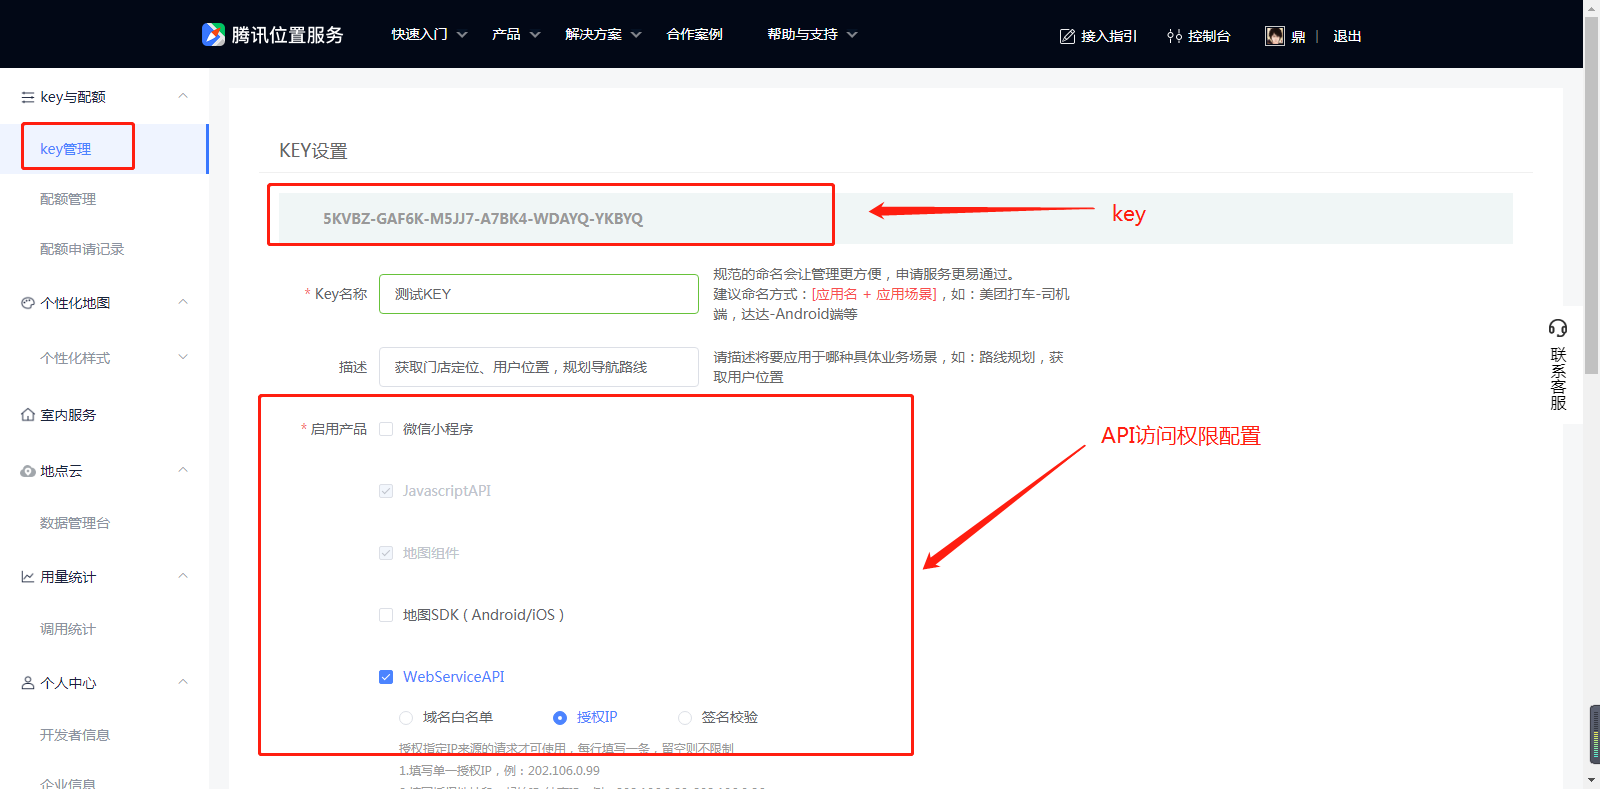 腾讯位置服务
快速入门
产品
解决方案
合作案例
帮助与支持
接入指引
控制台
鼎
退出
key与配额
key管理
配额管理
配额申请记录
个性化地图
个性化样式
室内服务
地点云
数据管理台
用量统计
调用统计
个人中心
开发者信息
企业信息
KEY设置
5KVBZ-GAF6K-M5JJ7-A7BK4-WDAYQ-YKBYQ
key
* Key名称
测试KEY
规范的命名会让管理更方便，申请服务更易通过。
建议命名方式：[应用名 + 应用场景]，如：美团打车-司机
端，达达-Android端等
描述
获取门店定位、用户位置，规划导航路线
请描述将要应用于哪种具体业务场景，如：路线规划，获
取用户位置
* 启用产品
微信小程序
API访问权限配置
JavascriptAPI
地图组件
地图SDK（Android/iOS）
WebServiceAPI
域名白名单
授权IP
签名校验
授权指定IP来源的请求才可使用，每行填写一条，留空则不限制
1.填写单一授权IP，例：202.106.0.99
联系客服